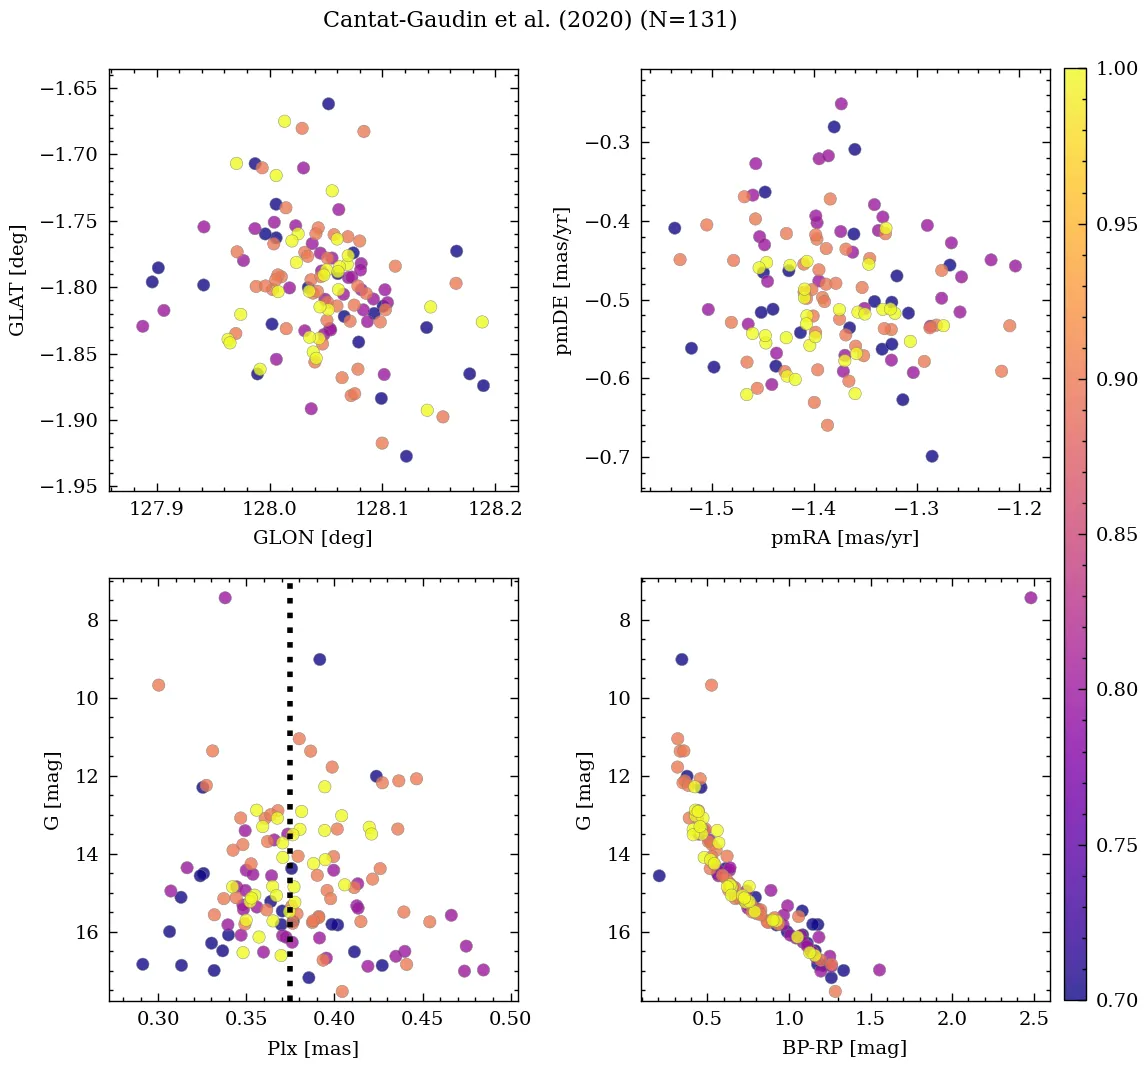 Cantat-Gaudin et al. (2020) (N=131)
−1.65
−1.70
−1.75
−1.80
−1.85
−1.90
−1.95
GLAT [deg]
127.9 128.0 128.1 128.2
GLON [deg]
−0.3
−0.4
−0.5
−0.6
−0.7
pmDE [mas/yr]
−1.5 −1.4 −1.3 −1.2
pmRA [mas/yr]
8
10
12
14
16
G [mag]
0.30 0.35 0.40 0.45 0.50
Plx [mas]
8
10
12
14
16
G [mag]
0.5 1.0 1.5 2.0 2.5
BP-RP [mag]
1.00
0.95
0.90
0.85
0.80
0.75
0.70